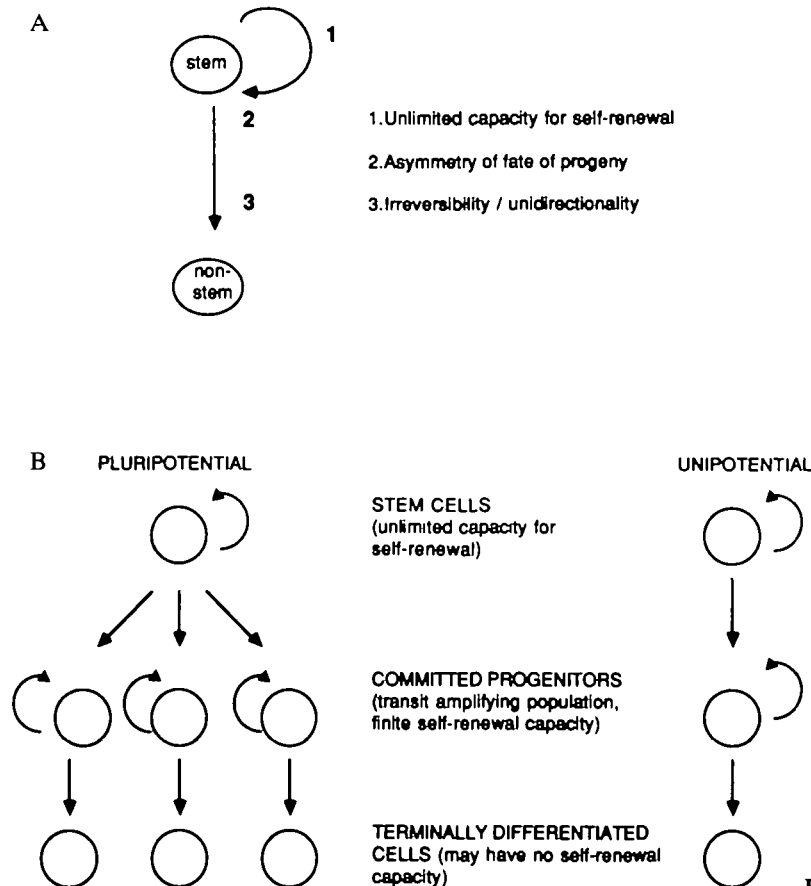 A
stem
1
2
3
non-
stem
1.Unlimited capacity for self-renewal
2.Asymmetry of fate of progeny
3.Irreversibility / unidirectionality
B
PLURIPOTENTIAL
UNIPOTENTIAL
STEM CELLS
(unlimited capacity for
self-renewal)
COMMITTED PROGENITORS
(transit amplifying population,
finite self-renewal capacity)
TERMINALLY DIFFERENTIATED
CELLS (may have no self-renewal
capacity)